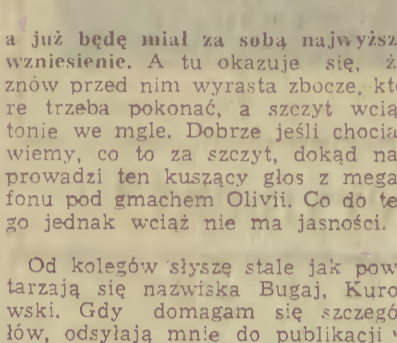 a już będę miał za sobą najwyższ
wzniesienie. A tu okazuje się, ż
znów przed nim wyrasta zbocze, któ
re trzeba pokonać, a szczyt wcią
tonie we mgle. Dobrze jeśli chocia
wiemy, co to za szczyt, dokąd na
prowadzi ten kuszący głos z mega
fonu pod gmachem Olivii. Co do te
go jednak wciąż nie ma jasności.
Od kolegów słyszę stale jak pow
tarzają się nazwiska Bugaj, Kuro
wski. Gdy domagam się szczegó
łów, odsyłają mnie do publikacji